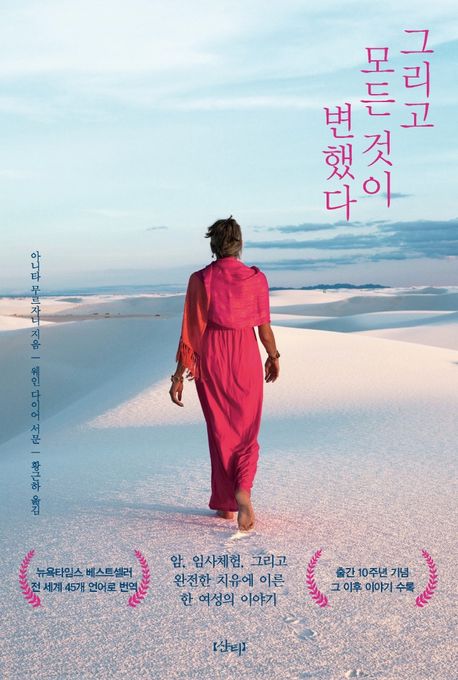 그리고
모든 것이
변했다
아니타 무르자니 지음 | 웨인 다이어 서문 | 황근하 옮김
암, 임사체험, 그리고
완전한 치유에 이른
한 여성의 이야기
뉴욕타임스 베스트셀러
전 세계 45개 언어로 번역
출간 10주년 기념
그 이후 이야기 수록
[산티]